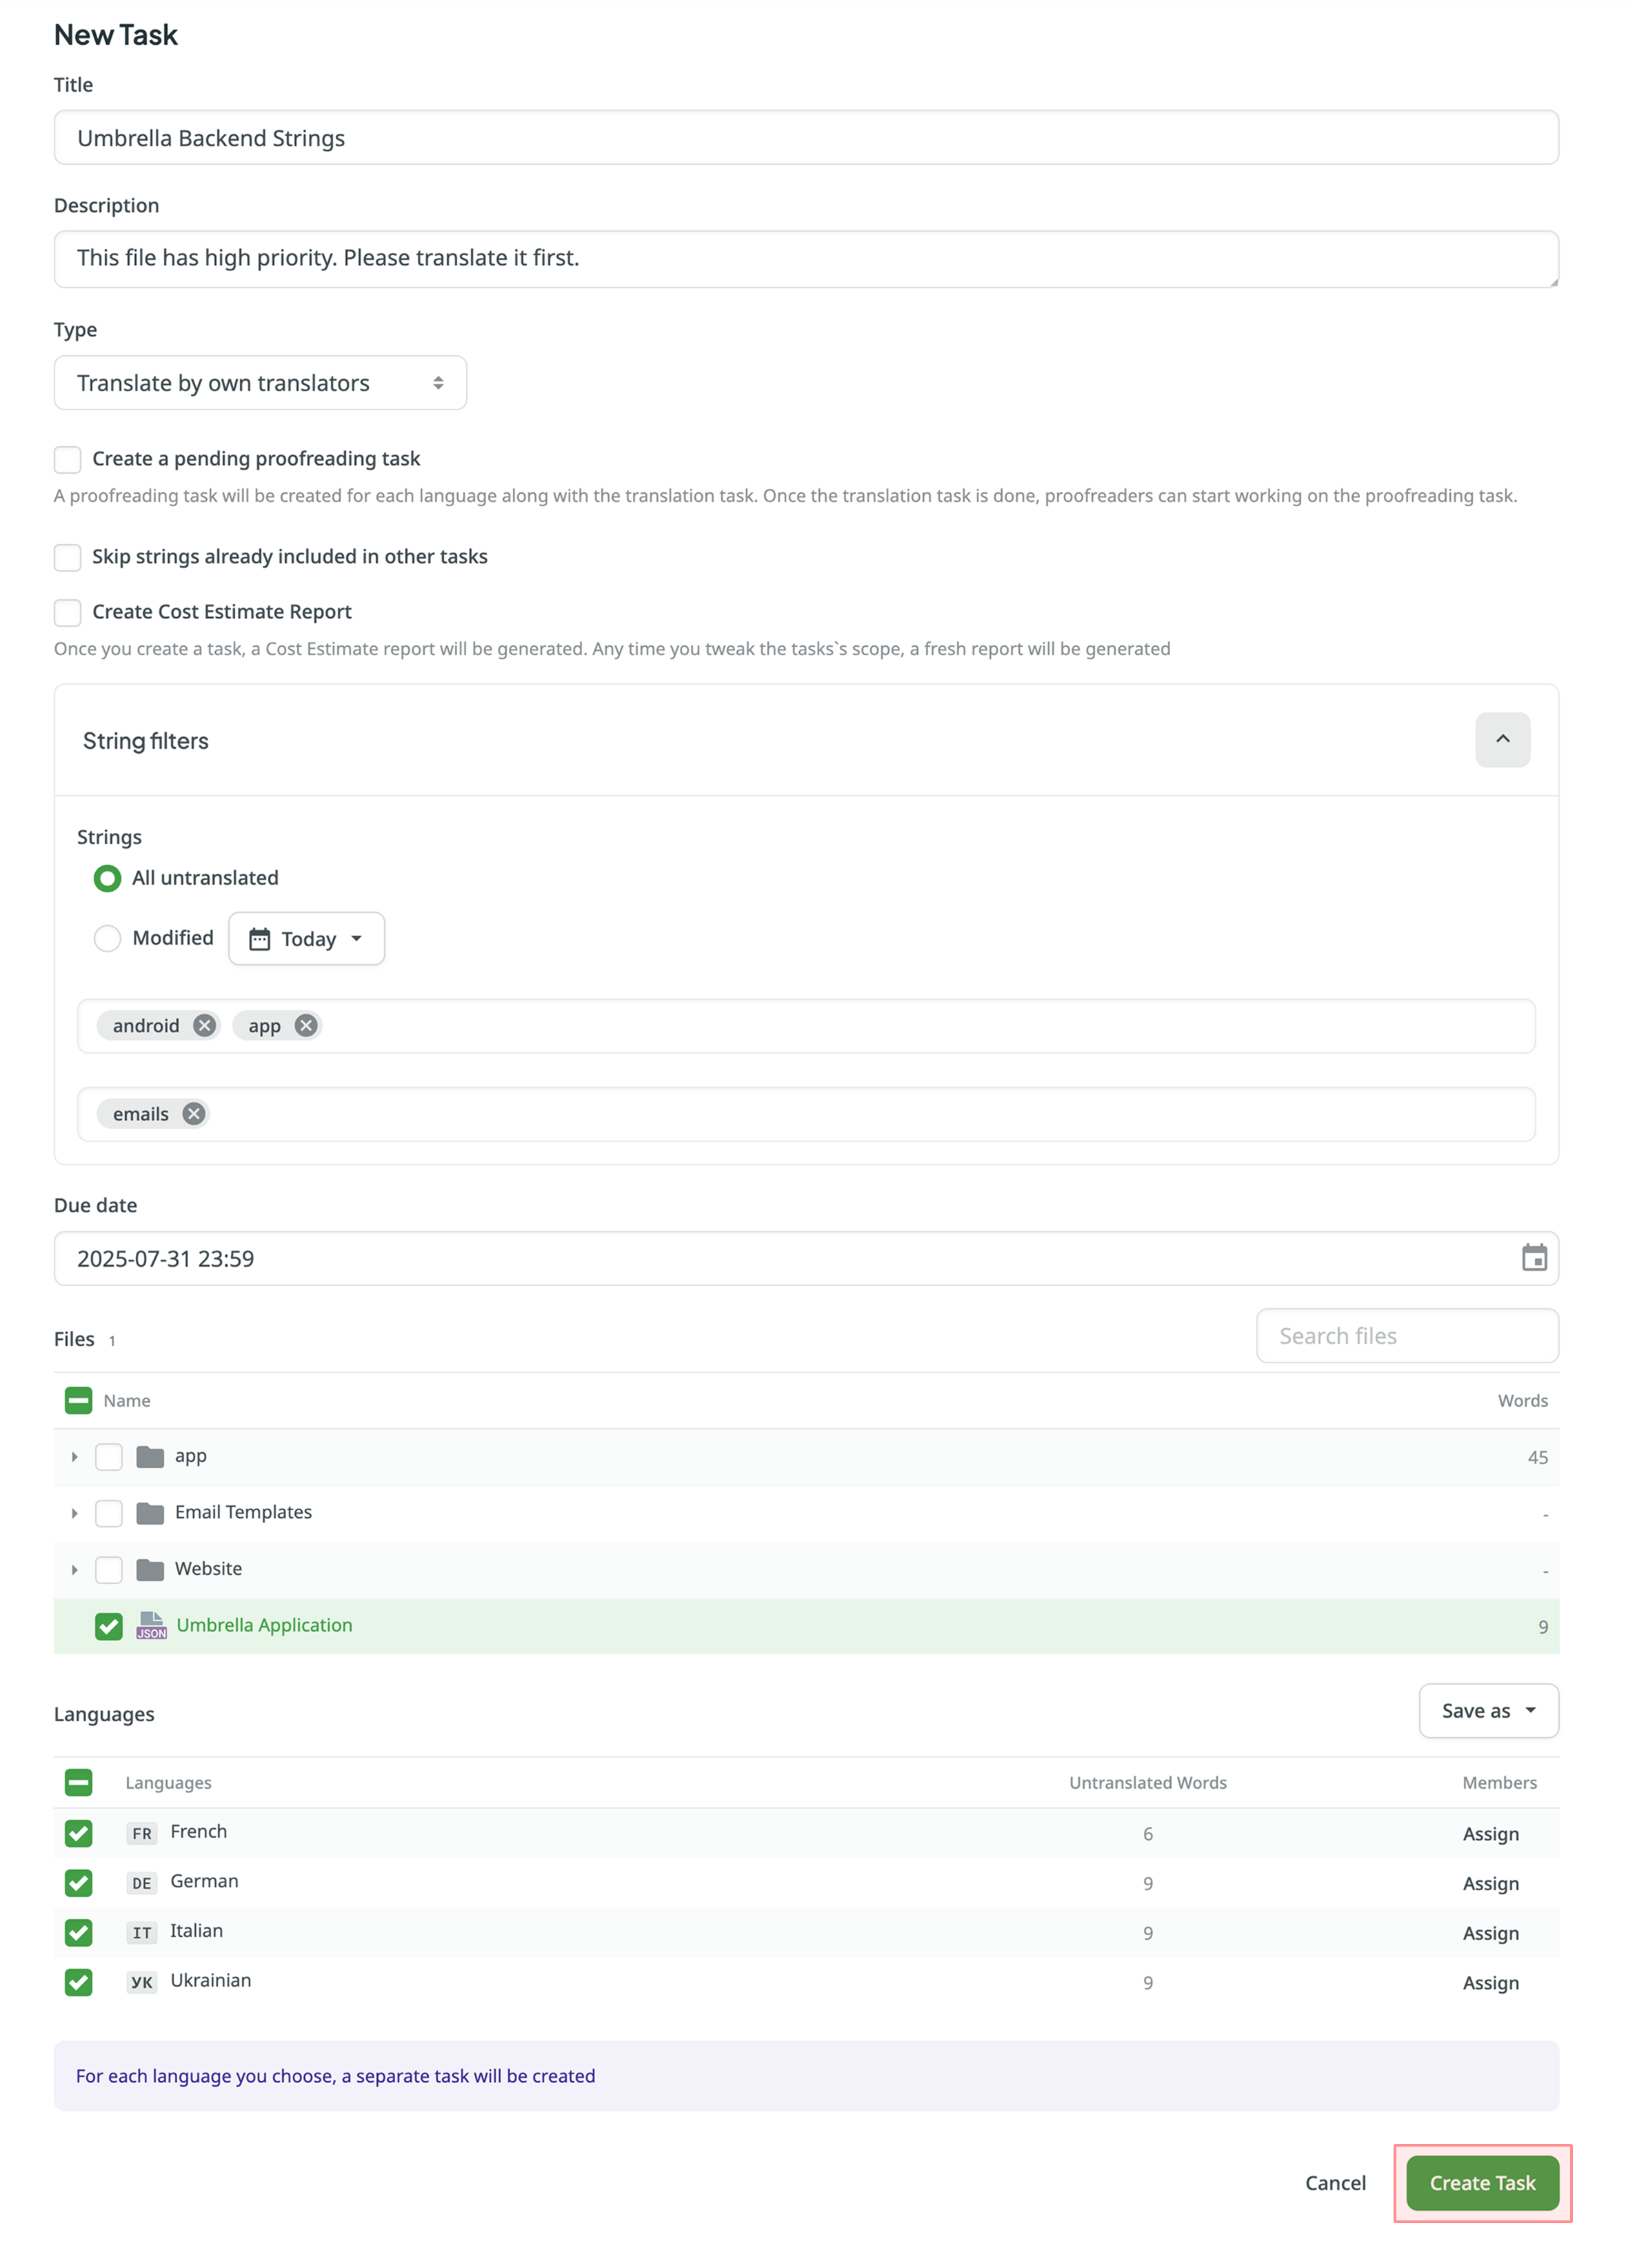 New Task
Title
Umbrella Backend Strings
Description
This file has high priority. Please translate it first.
Type
Translate by own translators
Create a pending proofreading task
A proofreading task will be created for each language along with the translation task. Once the translation task is done, proofreaders can start working on the proofreading task.
Skip strings already included in other tasks
Create Cost Estimate Report
Once you create a task, a Cost Estimate report will be generated. Any time you tweak the tasks`s scope, a fresh report will be generated
String filters
Strings
All untranslated
Modified Today
android app
emails
Due date
2025-07-31 23:59
Files 1 Search files
Name Words
app 45
Email Templates -
Website -
JSON Umbrella Application 9
Languages Save as
Languages Untranslated Words Members
FR French 6 Assign
DE German 9 Assign
IT Italian 9 Assign
УК Ukrainian 9 Assign
For each language you choose, a separate task will be created
Cancel Create Task